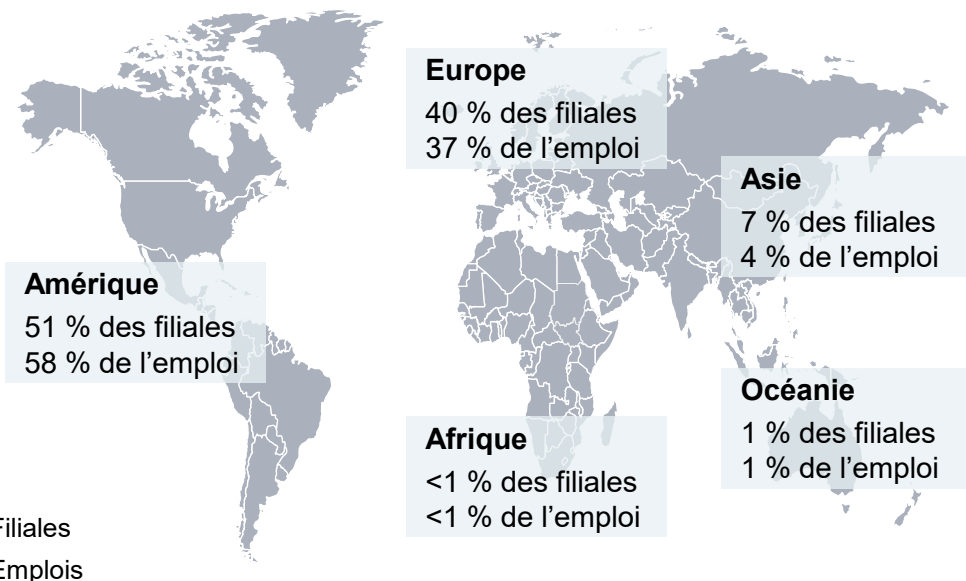 Europe
40 % des filiales
37 % de l’emploi
Asie
7 % des filiales
4 % de l’emploi
Amérique
51 % des filiales
58 % de l’emploi
Océanie
1 % des filiales
1 % de l’emploi
Afrique
<1 % des filiales
<1 % de l’emploi
Filiales
Emplois